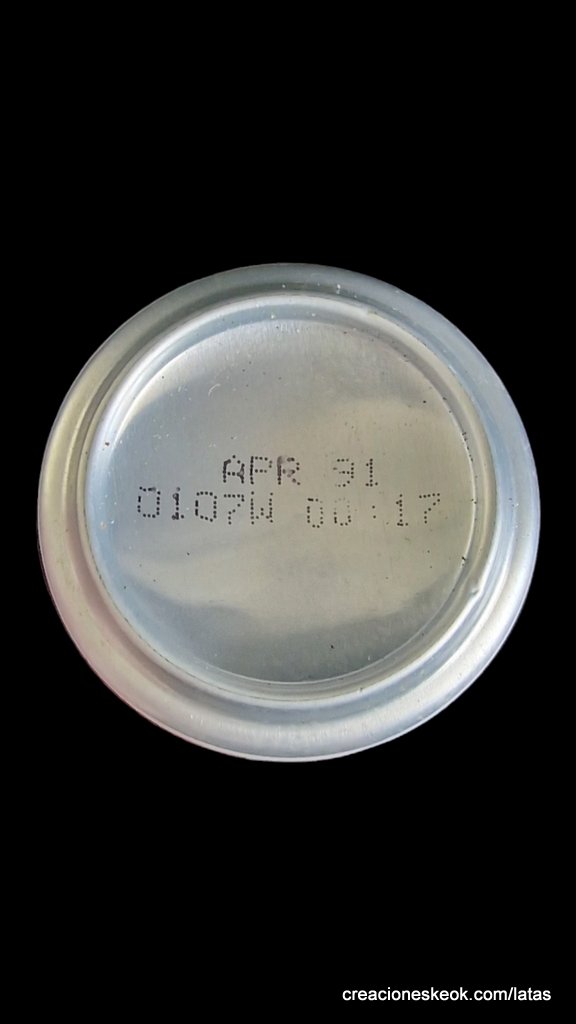 APR 91
0107W 00:17
creacioneskeok.com/latas